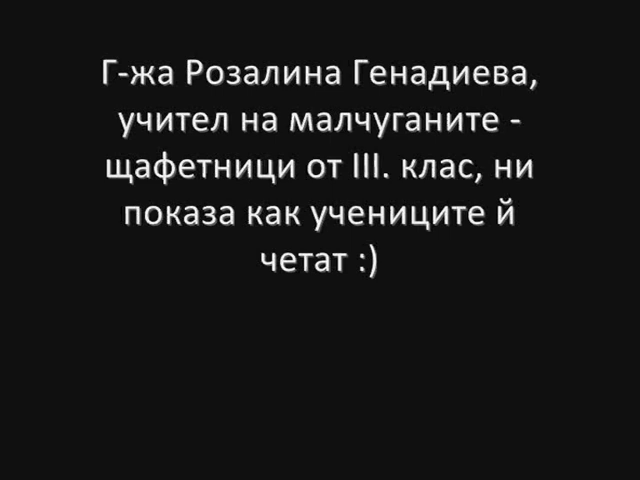 Г-жа Розалина Генадиева,
учител на малчуганите -
щафетници от III. клас, ни
показа как учениците й
четат :)